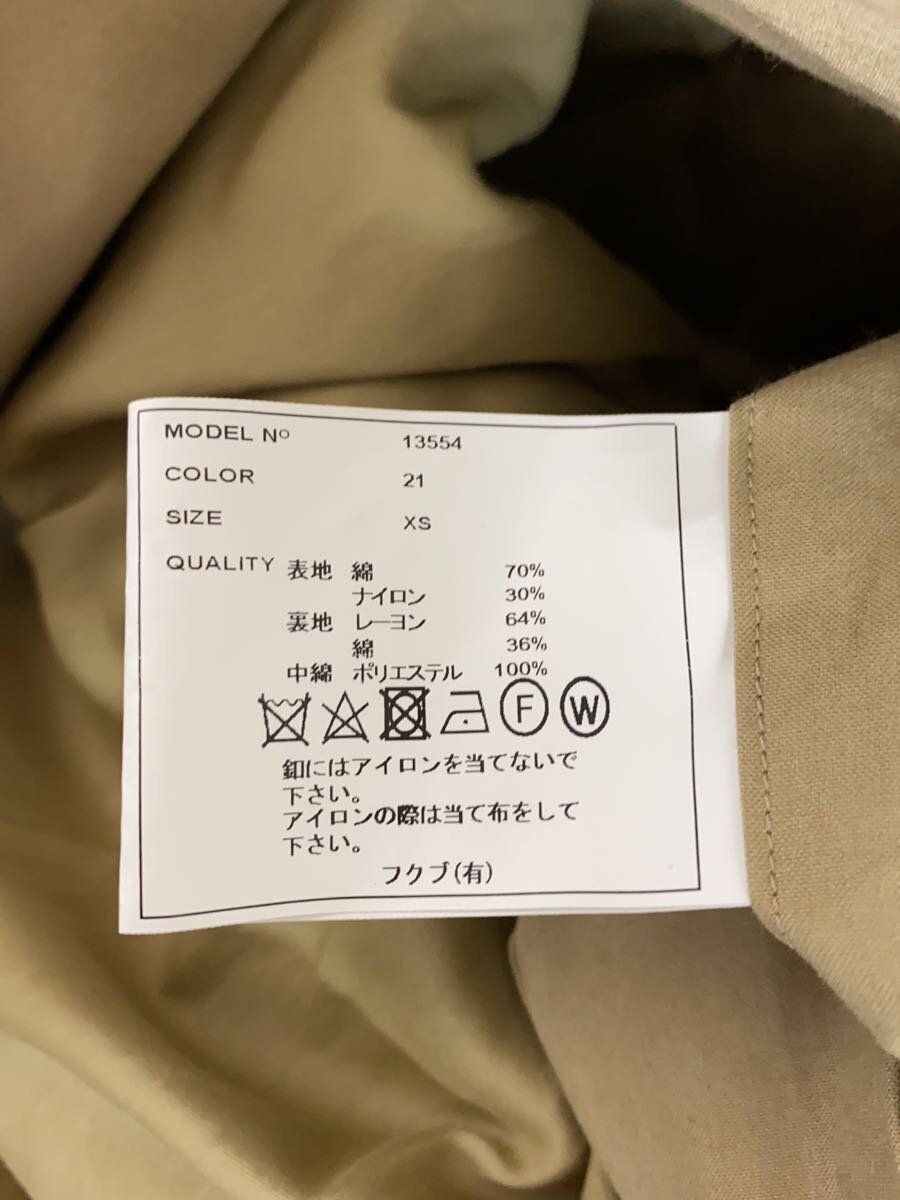 MODEL Nº 13554
COLOR 21
SIZE XS
QUALITY 表地 綿 70%
ナイロン 30%
裏地 レーヨン 64%
綿 36%
中綿 ポリエステル 100%
F W
釦にはアイロンを当てないで
下さい。
アイロンの際は当て布をして
下さい。
フクブ(有)